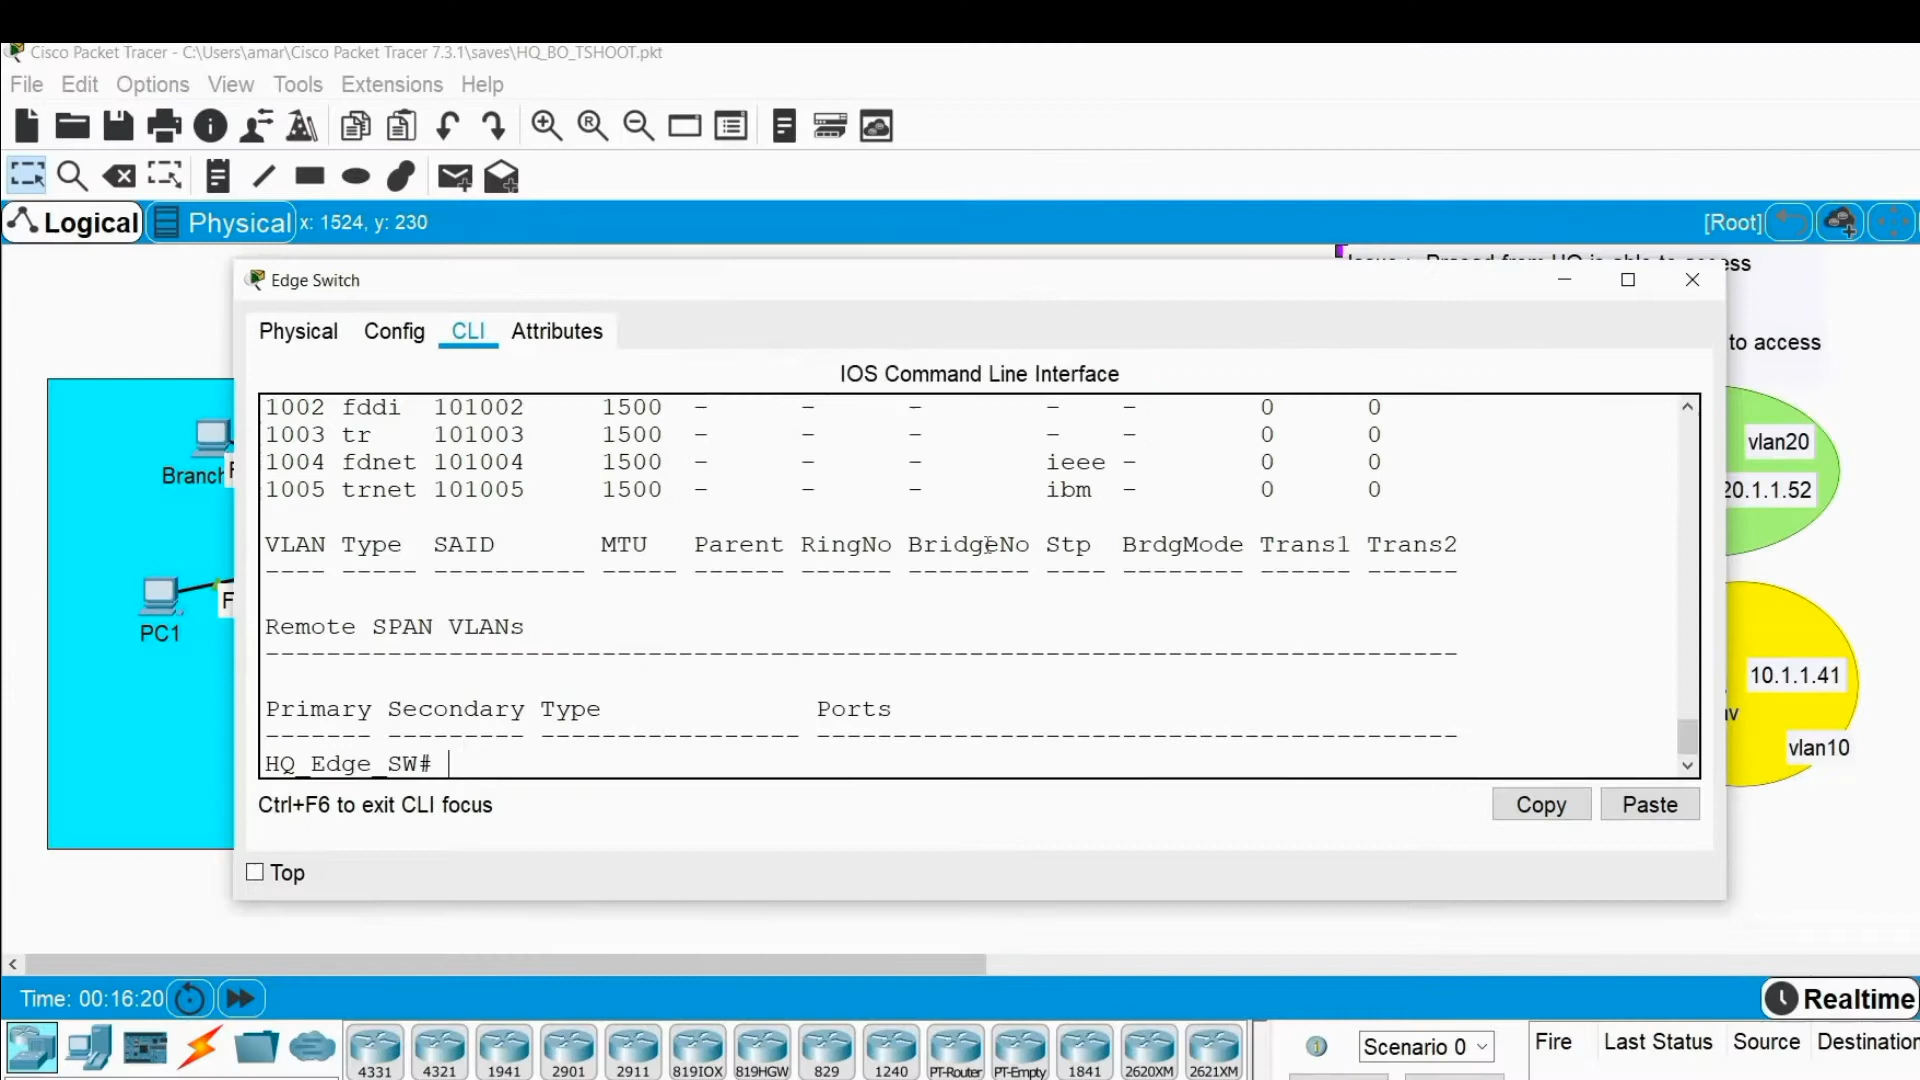 Cisco Packet Tracer - C:\Users\amar\Cisco Packet Tracer 7.3.1\saves\HQ_BO_TSHOOT.pkt
File Edit Options View Tools Extensions Help
Logical Physical x: 1524, y: 230 [Root]
Edge Switch
Physical Config CLI Attributes
to access
IOS Command Line Interface
1002 fddi 101002 1500 - - - - - 0 0
1003 tr 101003 1500 - - - - - 0 0
1004 fdnet 101004 1500 - - - ieee - 0 0
1005 trnet 101005 1500 - - - ibm - 0 0
VLAN Type SAID MTU Parent RingNo BridgeNo Stp BrdgMode Trans1 Trans2
---- ----- ---------- ----- ------ ------ -------- ---- -------- ------ ------
Remote SPAN VLANs
------------------------------------------------------------------------------
Primary Secondary Type Ports
------- --------- ----------------- ------------------------------------------
HQ_Edge_SW#
Ctrl+F6 to exit CLI focus
Copy Paste
Top
Branch
PC1
vlan20
20.1.1.52
10.1.1.41
vlan10
Time: 00:16:20 Realtime
4331 4321 1941 2901 2911 819IOX 819HGW 829 1240 PT-Router PT-Empty 1841 2620XM 2621XM
Scenario 0
Fire Last Status Source Destination